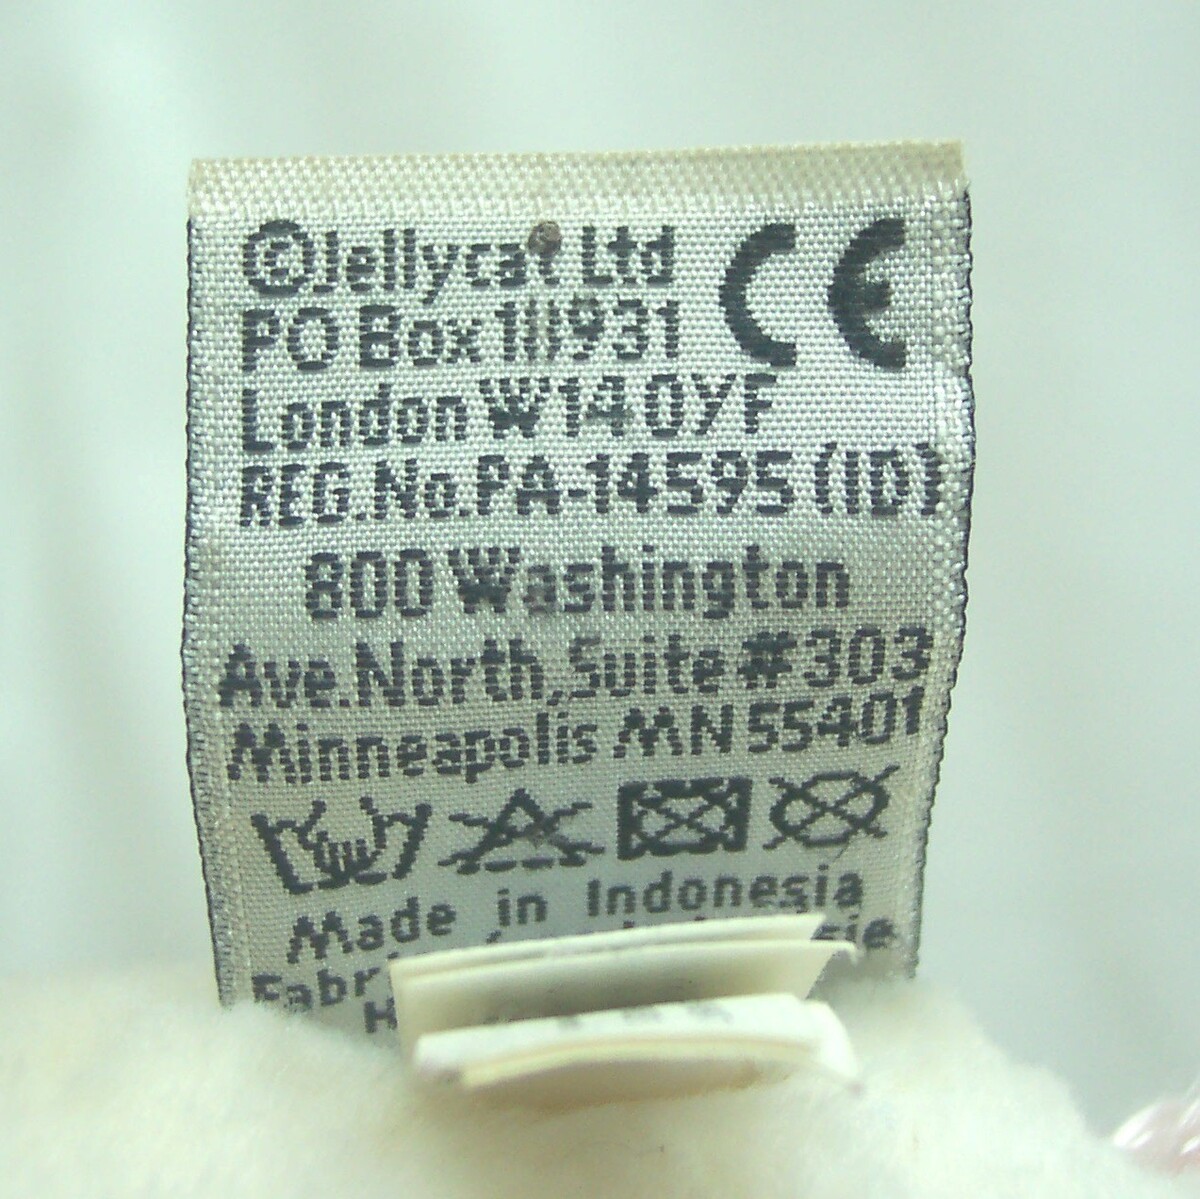 ©Jellycat Ltd
CE
PO Box 111931
London W14 0YF
REG.No.PA-14595 (ID)
800 Washington
Ave.North,Suite #303
Minneapolis MN 55401
Made in Indonesia